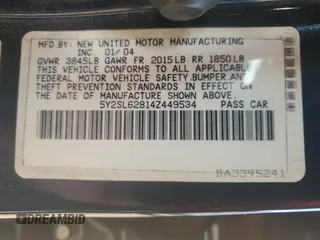 MFD.BY: NEW UNITED MOTOR MANUFACTURING
INC. 01/04
GVWR 3845LB GAWR FR 2015LB RR 1850LB
THIS VEHICLE CONFORMS TO ALL APPLICABLE
FEDERAL MOTOR VEHICLE SAFETY, BUMPER, AND
THEFT PREVENTION STANDARDS IN EFFECT ON
THE DATE OF MANUFACTURE SHOWN ABOVE.
5Y2SL62814Z449534 PASS CAR
BA3395241
© DREAMBID